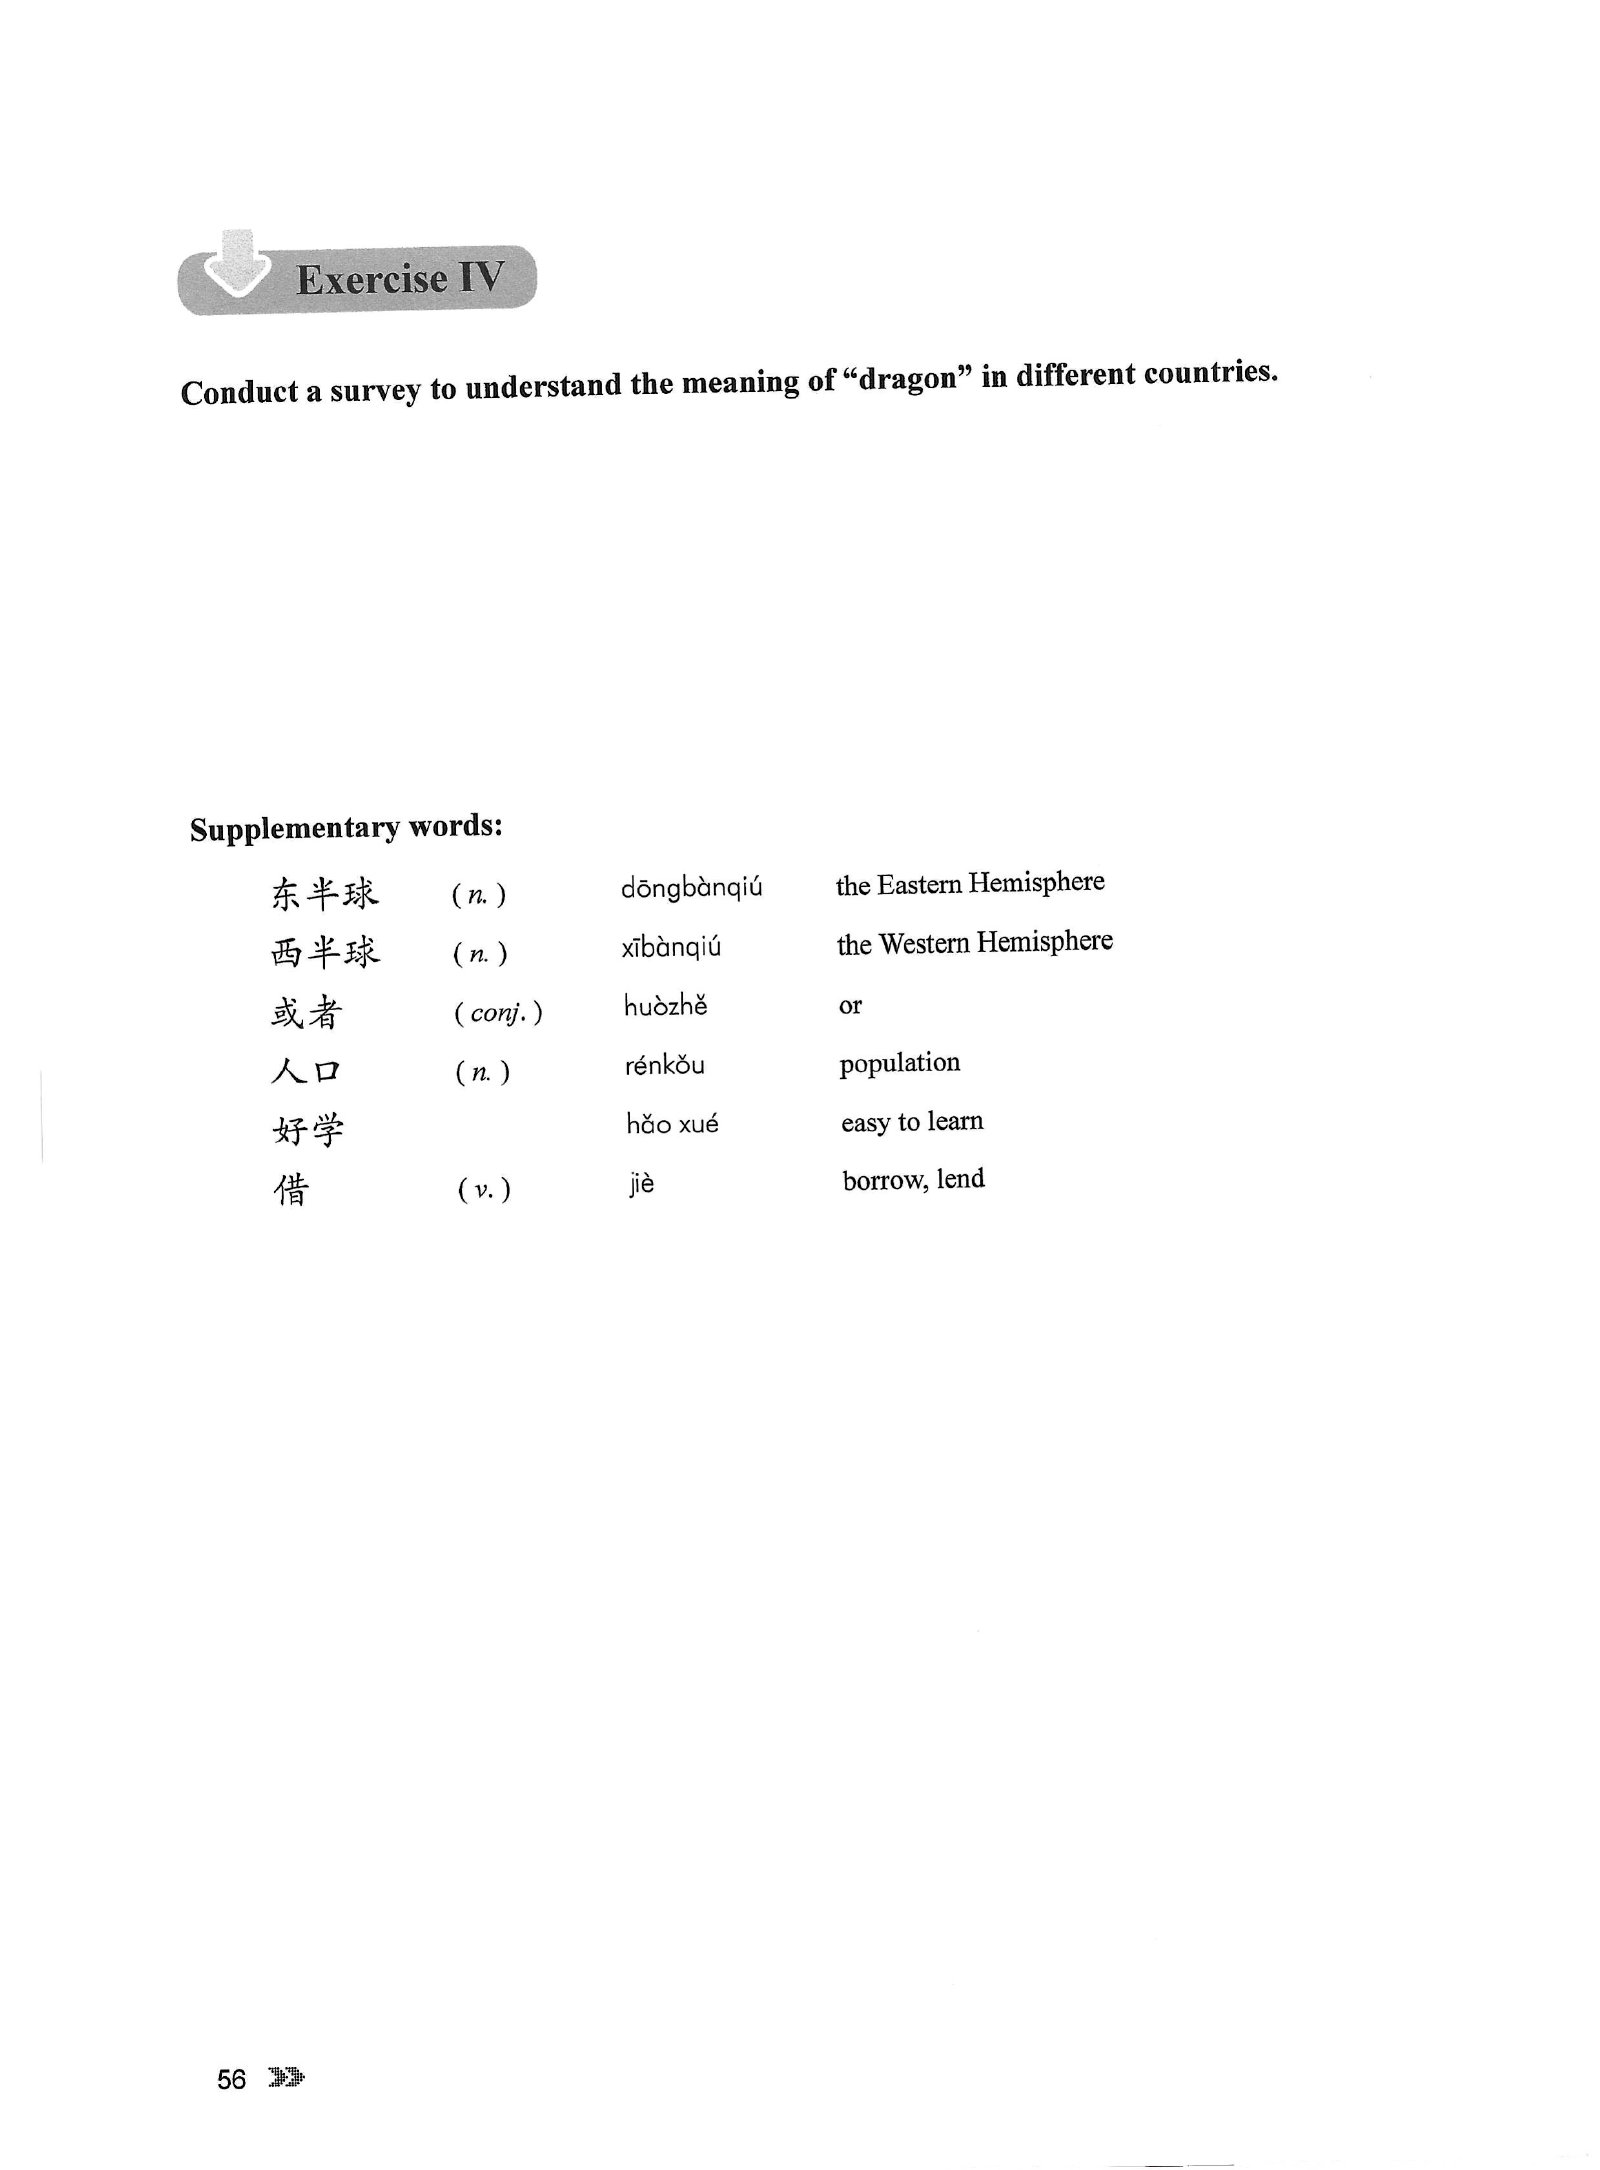 Exercise IV
Conduct a survey to understand the meaning of “dragon” in different countries.
Supplementary words:
东半球 (n.) dōngbànqiú the Eastern Hemisphere
西半球 (n.) xībànqiú the Western Hemisphere
或者 (conj.) huòzhě or
人口 (n.) rénkǒu population
好学 hǎo xué easy to learn
借 (v.) jiè borrow, lend
56